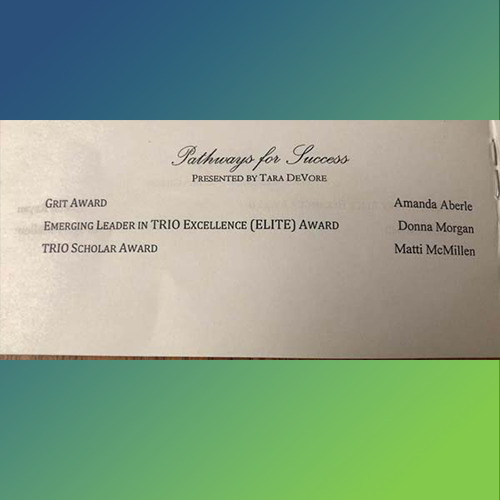 Pathways for Success
PRESENTED BY TARA DEVORE
GRIT AWARD Amanda Aberle
EMERGING LEADER IN TRIO EXCELLENCE (ELITE) AWARD Donna Morgan
TRIO SCHOLAR AWARD Matti McMillen